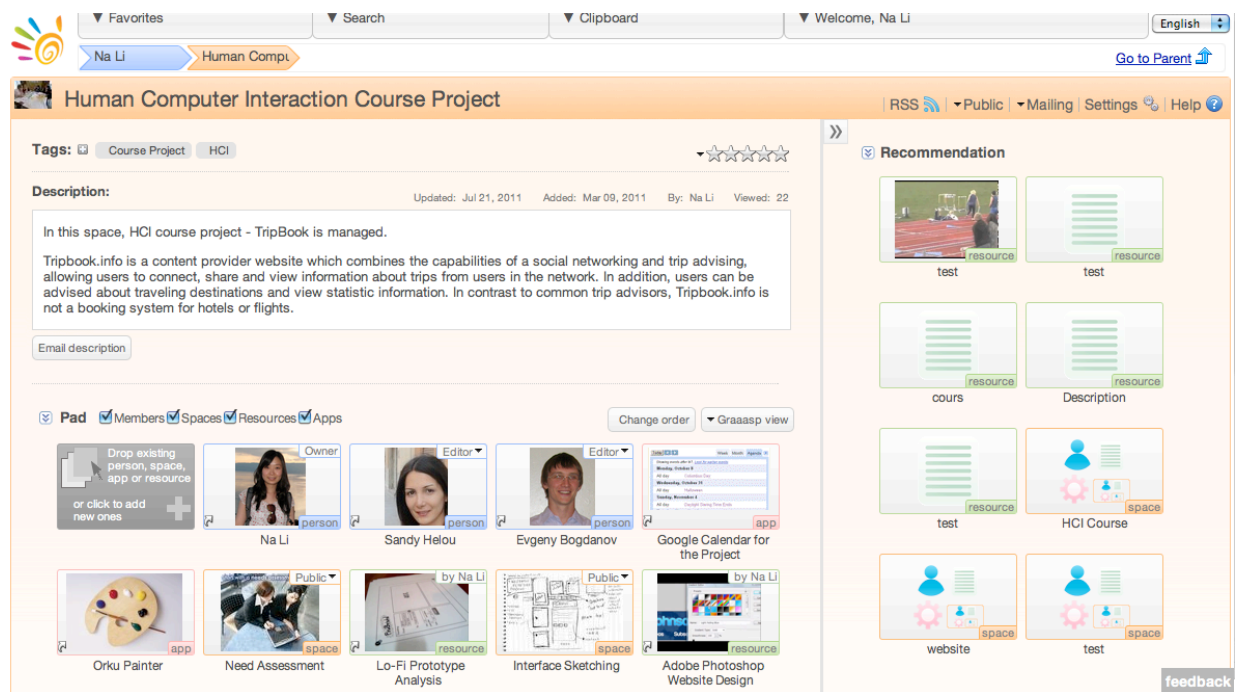 ▼ Favorites
▼ Search
▼ Clipboard
▼ Welcome, Na Li
English
Na Li
Human Compu
Go to Parent
Human Computer Interaction Course Project
RSS
Public
Mailing
Settings
Help
Tags:
Course Project
HCI
Description:
Updated: Jul 21, 2011
Added: Mar 09, 2011
By: Na Li
Viewed: 22
In this space, HCI course project - TripBook is managed.
Tripbook.info is a content provider website which combines the capabilities of a social networking and trip advising,
allowing users to connect, share and view information about trips from users in the network. In addition, users can be
advised about traveling destinations and view statistic information. In contrast to common trip advisors, Tripbook.info is
not a booking system for hotels or flights.
Email description
Pad
Members
Spaces
Resources
Apps
Change order
Graaasp view
Drop existing
person, space,
app or resource
or click to add
new ones
Owner
person
Na Li
Editor
person
Sandy Helou
Editor
person
Evgeny Bogdanov
app
Google Calendar for
the Project
app
Orku Painter
Public
space
Need Assessment
by Na Li
resource
Lo-Fi Prototype
Analysis
Public
space
Interface Sketching
by Na Li
resource
Adobe Photoshop
Website Design
Recommendation
resource
test
resource
test
resource
cours
resource
Description
resource
test
space
HCI Course
space
website
space
test
feedback